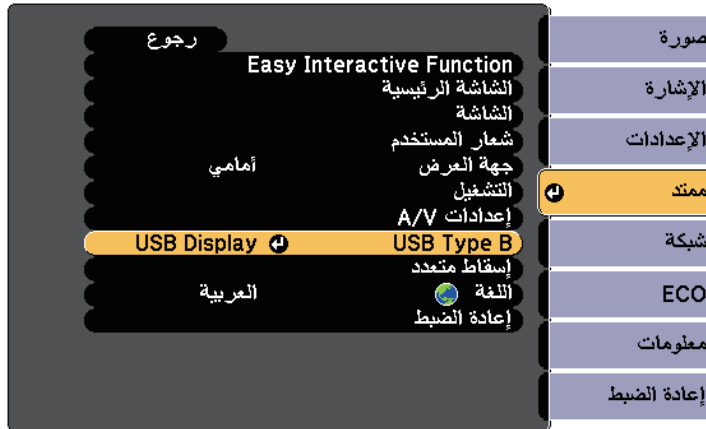 صورة
الإشارة
الإعدادات
ممتد
شبكة
ECO
معلومات
إعادة الضبط
رجوع
Easy Interactive Function
الشاشة الرئيسية
الشاشة
شعار المستخدم
جهة العرض أمامي
التشغيل
إعدادات A/V
USB Type B USB Display
إسقاط متعدد
اللغة العربية
إعادة الضبط